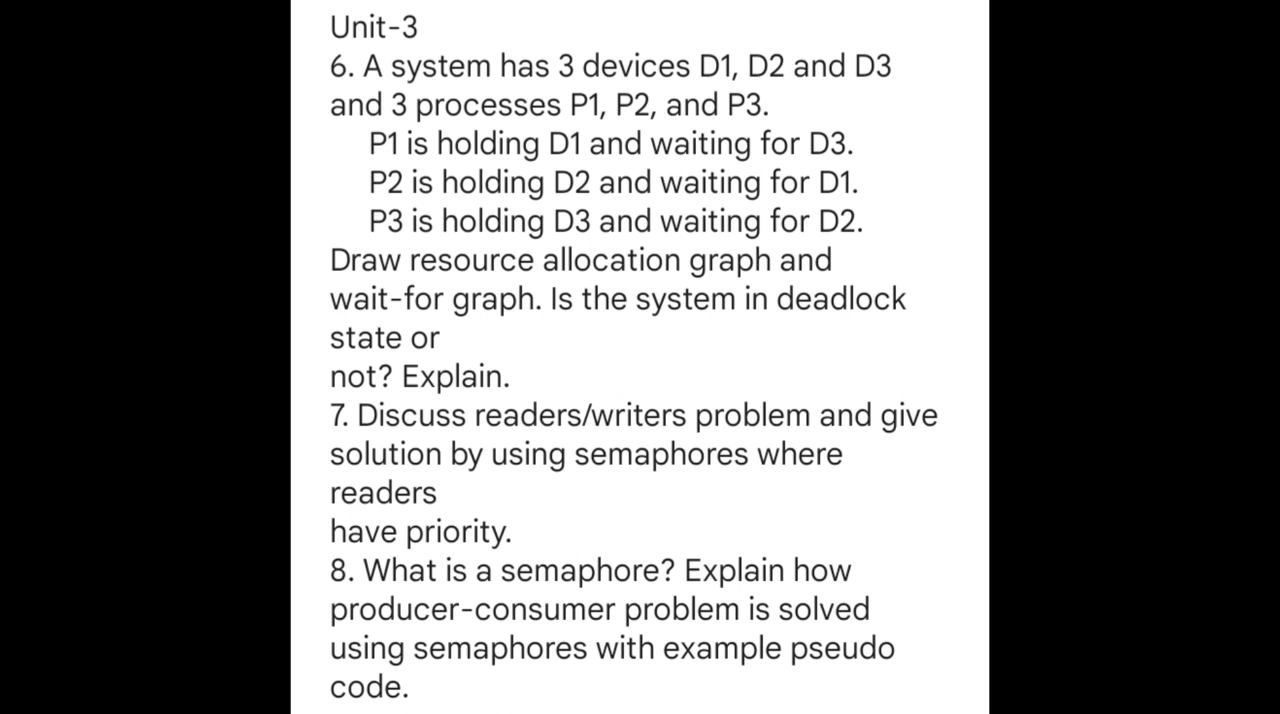 Unit-3
6. A system has 3 devices D1, D2 and D3
and 3 processes P1, P2, and P3.
P1 is holding D1 and waiting for D3.
P2 is holding D2 and waiting for D1.
P3 is holding D3 and waiting for D2.
Draw resource allocation graph and
wait-for graph. Is the system in deadlock
state or
not? Explain.
7. Discuss readers/writers problem and give
solution by using semaphores where
readers
have priority.
8. What is a semaphore? Explain how
producer-consumer problem is solved
using semaphores with example pseudo
code.